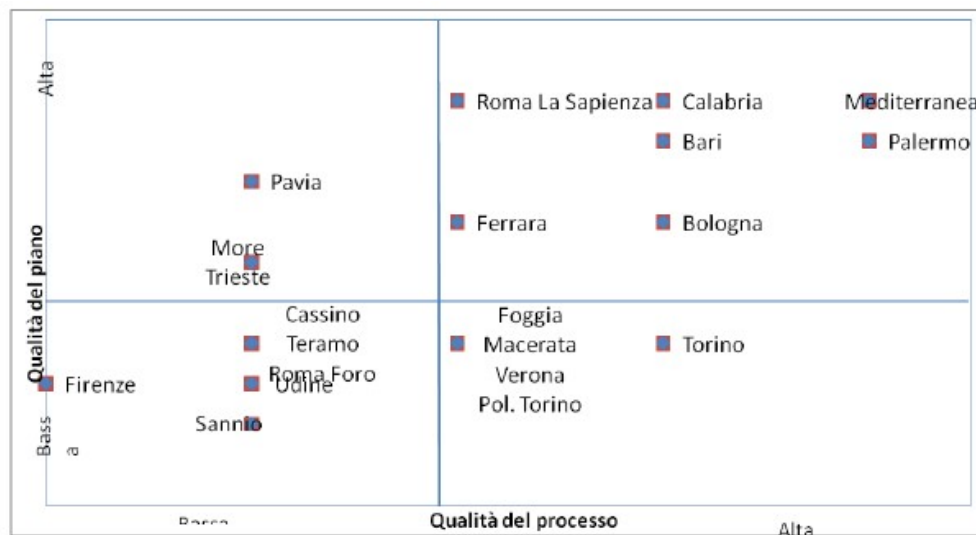 Alta
Roma La Sapienza
Calabria
Mediterranea
Bari
Palermo
Pavia
Ferrara
Bologna
More
Trieste
Qualità del piano
Cassino
Teramo
Roma Foro
Foggia
Macerata
Verona
Pol. Torino
Torino
Firenze
Udine
Sannio
Bass
a
Bassa
Qualità del processo
Alta